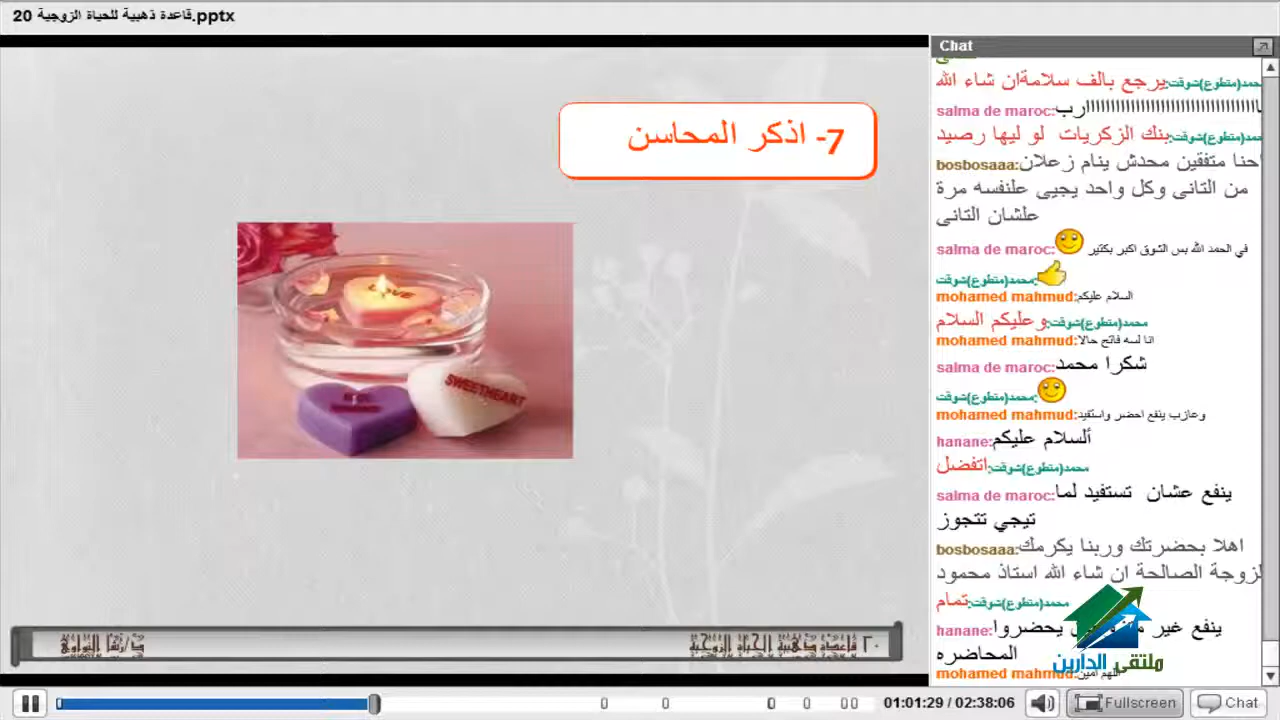 20 قاعدة ذهبية للحياة الزوجية.pptx
7- اذكر المحاسن
LOVE
SWEETHEART
٢٠ قاعدة ذهبية للحياة الزوجية
Chat
محمد(متطوع)شوقت:يرجع بالف سلامةان شاء الله
salma de maroc:
محمد(متطوع)شوقت:بنك الزكريات لو ليها رصيد
bosbosaaa:احنا متفقين محدش ينام زعلان
من التانى وكل واحد يجيى علنفسه مرة
علشان التانى
salma de maroc: في الحمد الله بس الشوق اكبر بكتير
محمد(متطوع)شوقت:
mohamed mahmud:السلام عليكم
محمد(متطوع)شوقت:وعليكم السلام
mohamed mahmud:انا لسه فاتح حالا
salma de maroc:شكرا محمد
محمد(متطوع)شوقت:
mohamed mahmud:وعازب ينفع احضر واستفيد
hanane:ألسلام عليكم
محمد(متطوع)شوقت:اتفضل
salma de maroc:ينفع عشان تستفيد لما
تيجي تتجوز
bosbosaaa:اهلا بحضرتك وربنا يكرمك
الزوجة الصالحة ان شاء الله استاذ محمود
محمد(متطوع)شوقت:تمام
hanane:ينفع غير يحضروا
المحاضره
mohamed mahmud:اللهم امين
ملتقى الدارين
01:01:29 / 02:38:06
Fullscreen
Chat